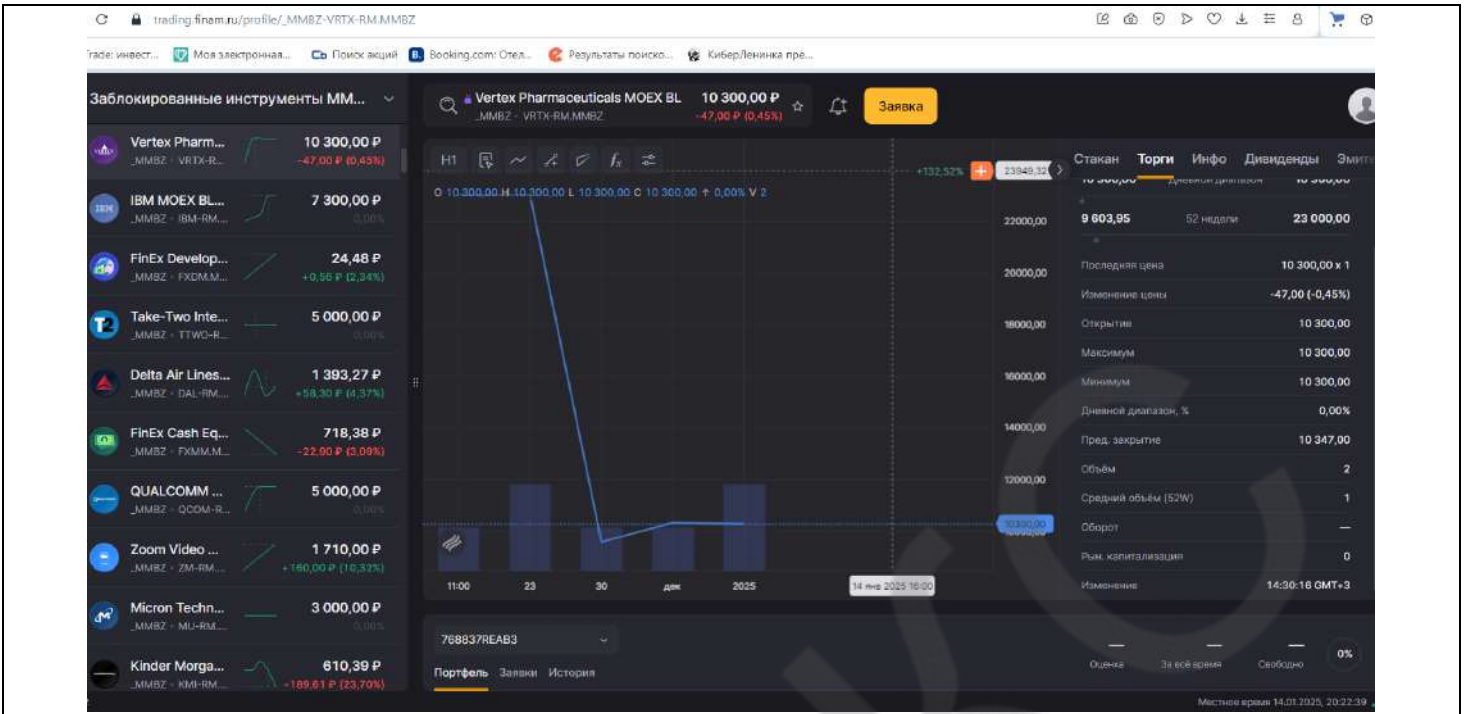 trading.finam.ru/profile/_MMBZ-VRTX-RM.MMBZ
Trade: инвест... Моя электронная... Поиск акций Booking.com: Отел... Результаты поиско... КиберЛенинка пре...
Заблокированные инструменты ММ...
Vertex Pharm... 10 300,00 ₽
_MMBZ · VRTX-R... -47,00 ₽ (0,45%)
IBM MOEX BL... 7 300,00 ₽
_MMBZ · IBM-RM.... 0,00%
FinEx Develop... 24,48 ₽
_MMBZ · FXDM.M... +0,56 ₽ (2,34%)
Take-Two Inte... 5 000,00 ₽
_MMBZ · TTWO-R... 0,00%
Delta Air Lines... 1 393,27 ₽
_MMBZ · DAL-RM.... +58,30 ₽ (4,37%)
FinEx Cash Eq... 718,38 ₽
_MMBZ · FXMM.M... -22,90 ₽ (3,09%)
QUALCOMM ... 5 000,00 ₽
_MMBZ · QCOM-R... 0,00%
Zoom Video ... 1 710,00 ₽
_MMBZ · ZM-RM.... +160,00 ₽ (10,32%)
Micron Techn... 3 000,00 ₽
_MMBZ · MU-RM.... 0,00%
Kinder Morga... 610,39 ₽
_MMBZ · KMI-RM.... -189,61 ₽ (23,70%)
Vertex Pharmaceuticals MOEX BL 10 300,00 ₽
_MMBZ · VRTX-RM.MMBZ -47,00 ₽ (0,45%)
Заявка
H1
O 10 300,00 H 10 300,00 L 10 300,00 C 10 300,00 0,00% V 2
+132,52% 23949,32
22000,00
20000,00
18000,00
16000,00
14000,00
12000,00
10300,00
11:00 23 30 дек 2025 14 янв 2025 16:00
768837REAB3
Портфель Заявки История
Стакан Торги Инфо Дивиденды Эмит
10 300,00 Дневной диапазон 10 300,00
9 603,95 52 недели 23 000,00
Последняя цена 10 300,00 x 1
Изменение цены -47,00 (-0,45%)
Открытие 10 300,00
Максимум 10 300,00
Минимум 10 300,00
Дневной диапазон, % 0,00%
Пред. закрытие 10 347,00
Объём 2
Средний объём (52W) 1
Оборот —
Рын. капитализация 0
Изменение 14:30:16 GMT+3
— — —
Оценка За всё время Свободно 0%
Местное время 14.01.2025, 20:22:39